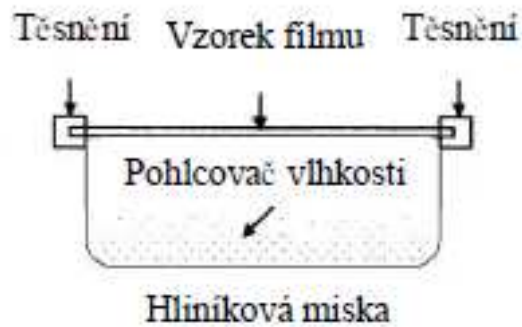 Těsnění Vzorek filmu Těsnění
Pohlcovač vlhkosti
Hliníková miska